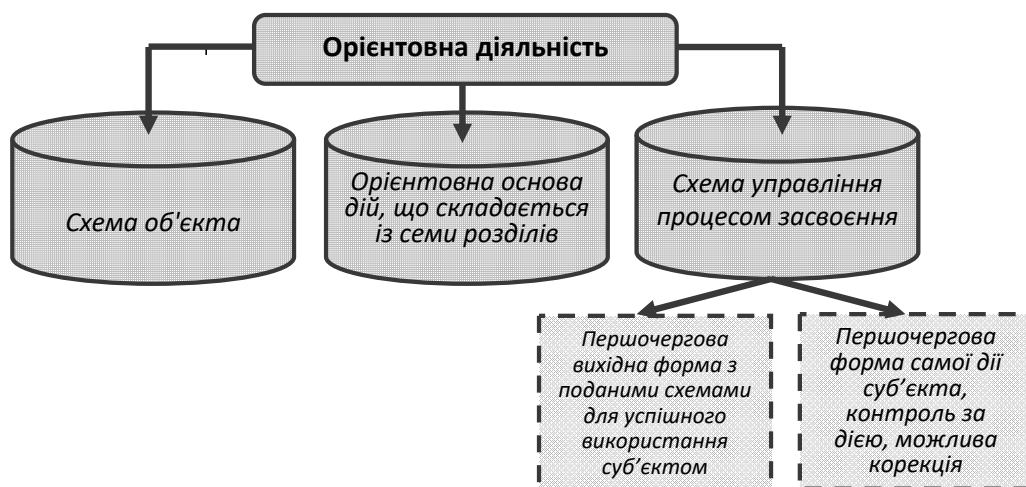 Орієнтовна діяльність
Схема об'єкта
Орієнтовна основа
дій, що складається
із семи розділів
Схема управління
процесом засвоєння
Першочергова
вихідна форма з
поданими схемами
для успішного
використання
суб’єктом
Першочергова
форма самої дії
суб’єкта,
контроль за
дією, можлива
корекція